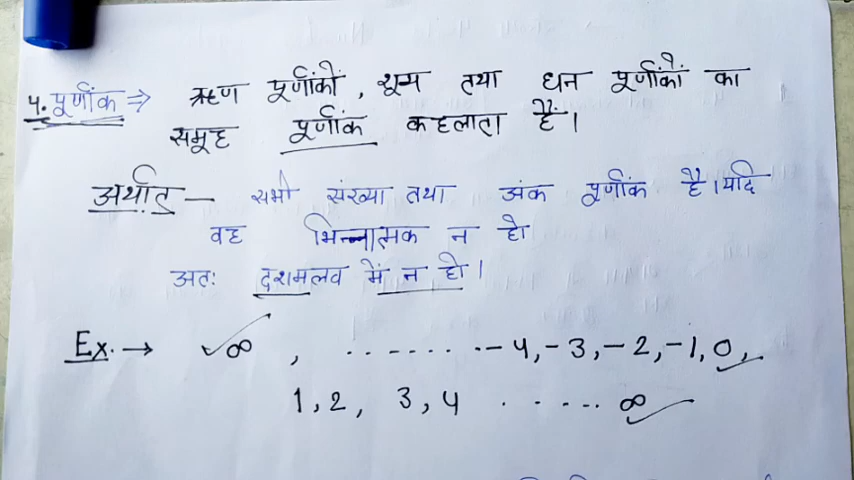 4. पूर्णांक ⇒ ऋण पूर्णांकों, शून्य तथा धन पूर्णांकों का
समूह पूर्णांक कहलाता है।
अर्थात् – सभी संख्या तथा अंक पूर्णांक है। यदि
वह भिन्नात्मक न हो
अतः दशमलव में न हो।
Ex. → ∞ , ........ -4, -3, -2, -1, 0,
1, 2, 3, 4 ..... ∞